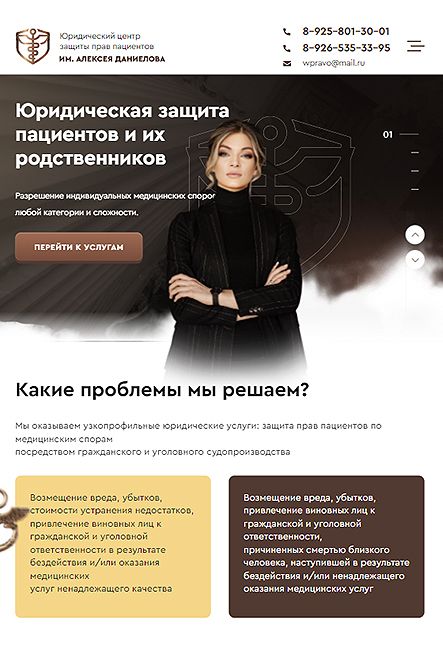 Юридический центр
защиты прав пациентов
ИМ. АЛЕКСЕЯ ДАНИЕЛОВА
8-925-801-30-01
8-926-535-33-95
wpravo@mail.ru
Юридическая защита
пациентов и их
родственников
01
Разрешение индивидуальных медицинских спорог
любой категории и сложности.
ПЕРЕЙТИ К УСЛУГАМ
Какие проблемы мы решаем?
Мы оказываем узкопрофильные юридические услуги: защита прав пациентов по
медицинским спорам
посредством гражданского и уголовного судопроизводства
Возмещение вреда, убытков,
стоимости устранения недостатков,
привлечение виновных лиц к
гражданской и уголовной
ответственности в результате
бездействия и/или оказания
медицинских
услуг ненадлежащего качества
Возмещение вреда, убытков,
привлечение виновных лиц к
гражданской и уголовной
ответственности,
причиненных смертью близкого
человека, наступившей в результате
бездействия и/или ненадлежащего
оказания медицинских услуг